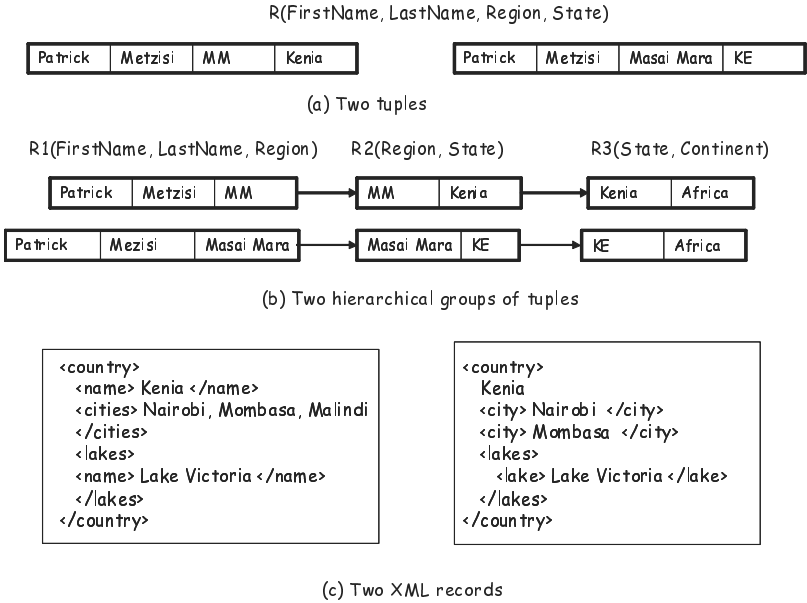 R(FirstName, LastName, Region, State)
Patrick Metzisi MM Kenia
Patrick Metzisi Masai Mara KE
(a) Two tuples
R1(FirstName, LastName, Region) R2(Region, State) R3(State, Continent)
Patrick Metzisi MM MM Kenia Kenia Africa
Patrick Mezisi Masai Mara Masai Mara KE KE Africa
(b) Two hierarchical groups of tuples
<country>
<name> Kenia </name>
<cities> Nairobi, Mombasa, Malindi
</cities>
<lakes>
<name> Lake Victoria </name>
</lakes>
</country>
<country>
Kenia
<city> Nairobi </city>
<city> Mombasa </city>
<lakes>
<lake> Lake Victoria </lake>
</lakes>
</country>
(c) Two XML records